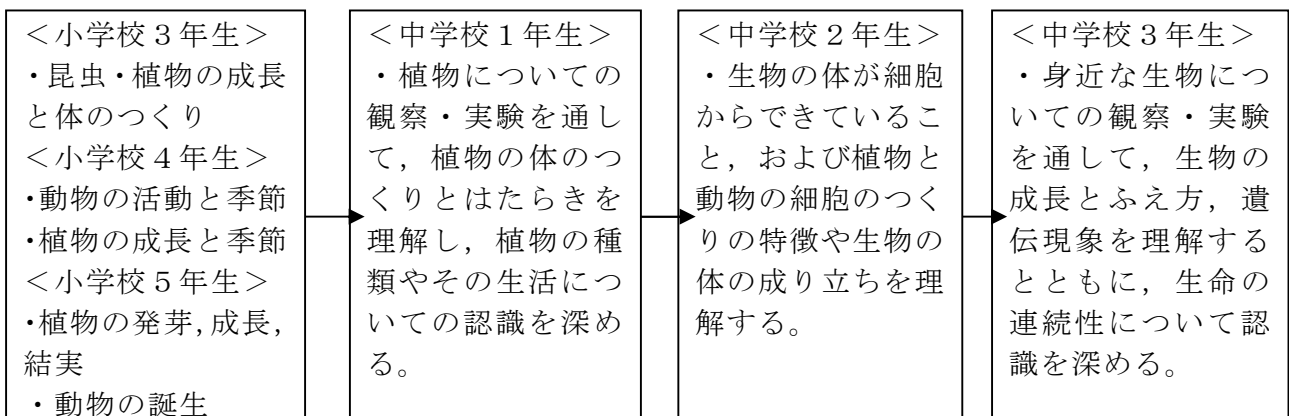 ＜小学校３年生＞
・昆虫・植物の成長
と体のつくり
＜小学校４年生＞
・動物の活動と季節
・植物の成長と季節
＜小学校５年生＞
・植物の発芽，成長，
結実
・動物の誕生
＜中学校１年生＞
・植物についての
観察・実験を通し
て，植物の体のつ
くりとはたらきを
理解し，植物の種
類やその生活につ
いての認識を深め
る。
＜中学校２年生＞
・生物の体が細胞
からできているこ
と，および植物と
動物の細胞のつく
りの特徴や生物の
体の成り立ちを理
解する。
＜中学校３年生＞
・身近な生物につ
いての観察・実験
を通して，生物の
成長とふえ方，遺
伝現象を理解する
とともに，生命の
連続性について認
識を深める。